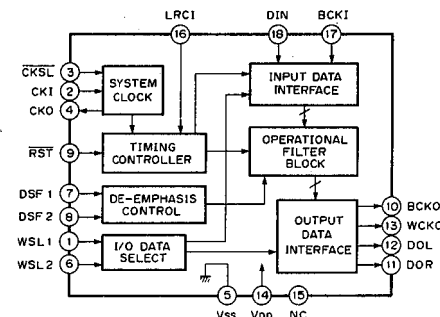 LRCI DIN BCKI
16 18 17
CKSL 3
CKI 2
CKO 4
SYSTEM
CLOCK
INPUT DATA
INTERFACE
RST 9
TIMING
CONTROLLER
OPERATIONAL
FILTER
BLOCK
DSF 1 7
DSF 2 8
DE-EMPHASIS
CONTROL
WSL 1 1
WSL 2 6
I/O DATA
SELECT
OUTPUT
DATA
INTERFACE
10 BCKO
13 WCKO
12 DOL
11 DOR
5 14 15
Vss VDD NC